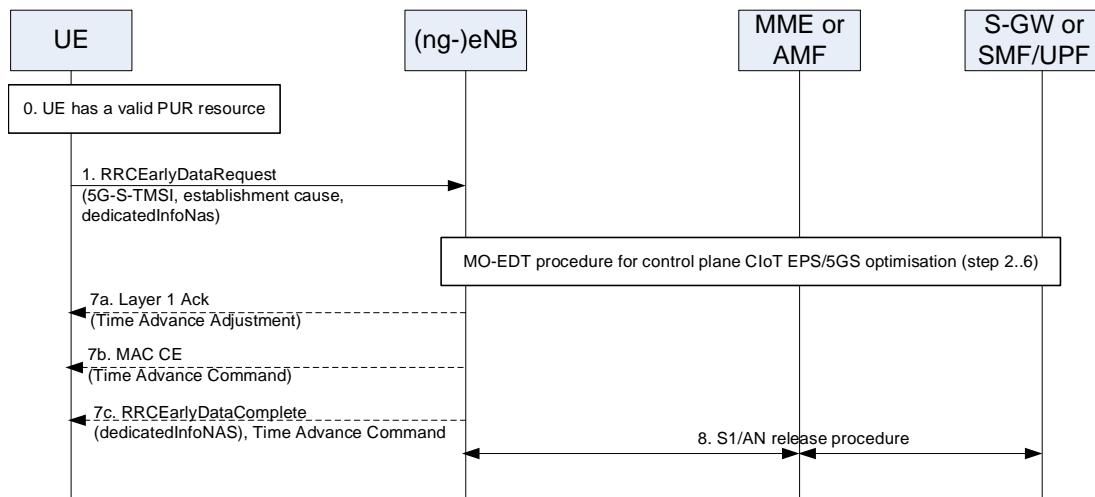 UE
(ng-)eNB
MME or
AMF
S-GW or
SMF/UPF
0. UE has a valid PUR resource
1. RRCEarlyDataRequest
(5G-S-TMSI, establishment cause,
dedicatedInfoNas)
MO-EDT procedure for control plane CIoT EPS/5GS optimisation (step 2..6)
7a. Layer 1 Ack
(Time Advance Adjustment)
7b. MAC CE
(Time Advance Command)
7c. RRCEarlyDataComplete
(dedicatedInfoNAS), Time Advance Command
8. S1/AN release procedure